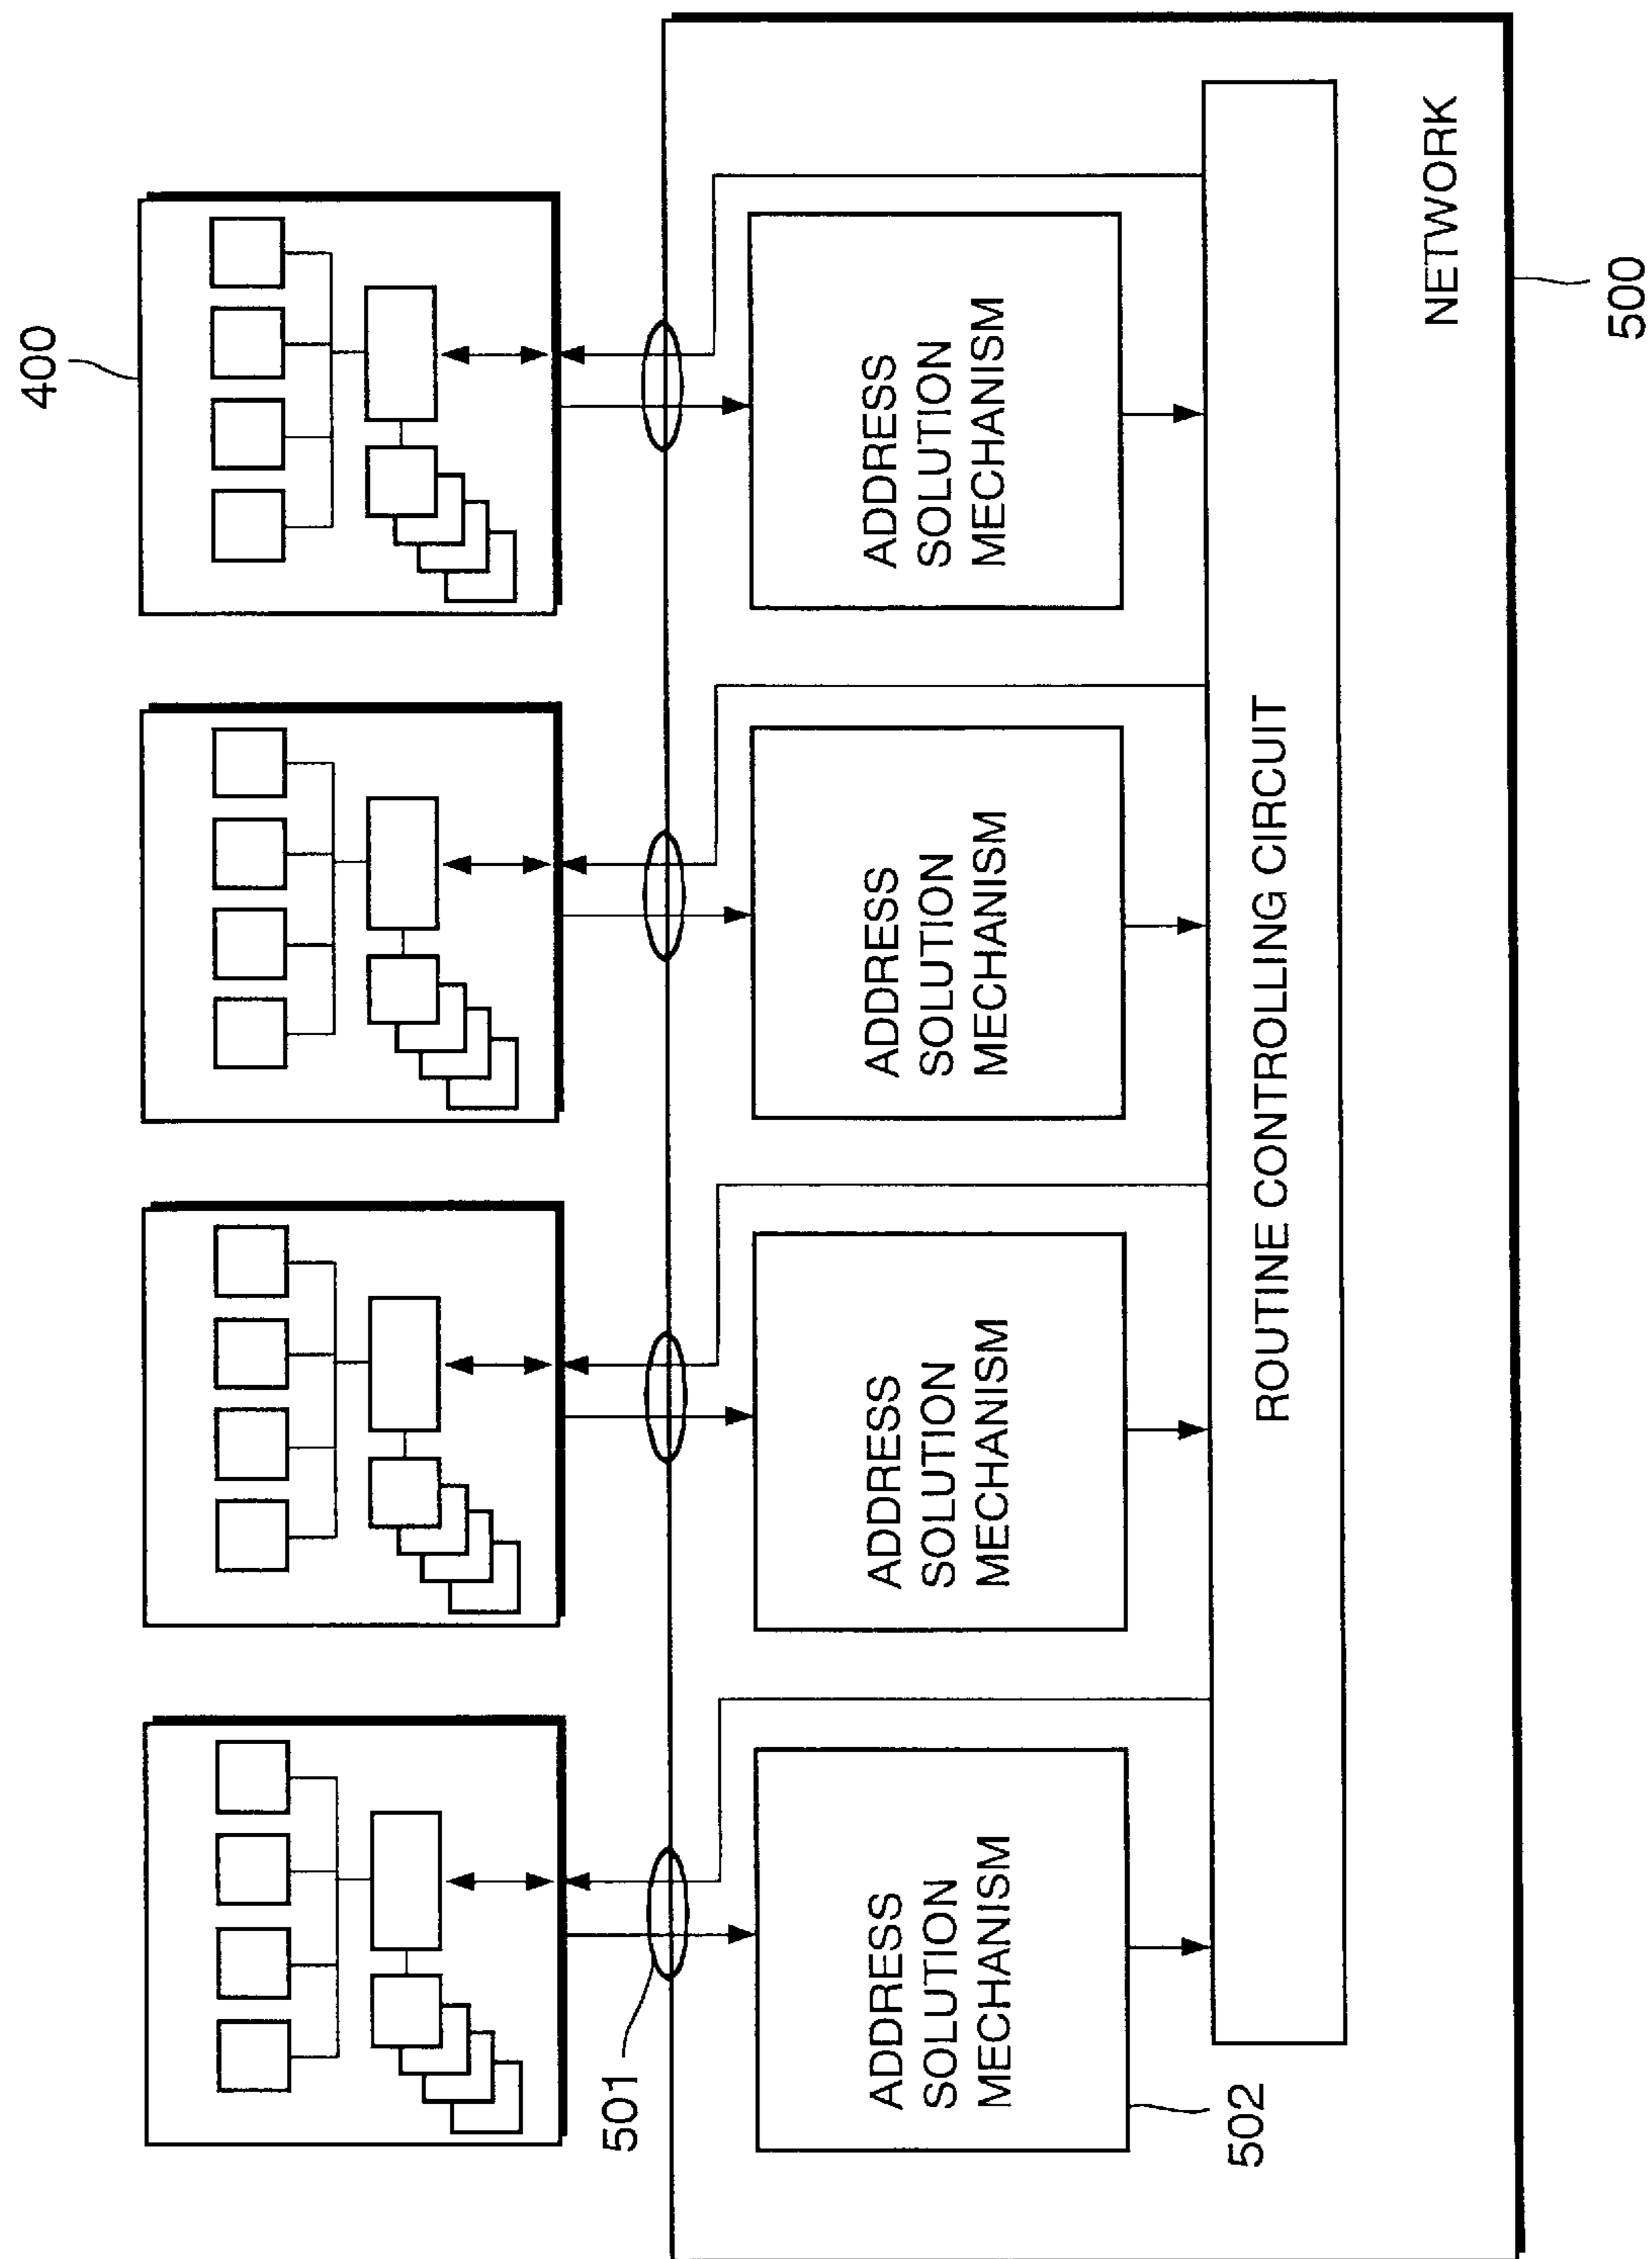 400
501
ADDRESS
SOLUTION
MECHANISM
ADDRESS
SOLUTION
MECHANISM
ADDRESS
SOLUTION
MECHANISM
ADDRESS
SOLUTION
MECHANISM
502
ROUTINE CONTROLLING CIRCUIT
NETWORK
500